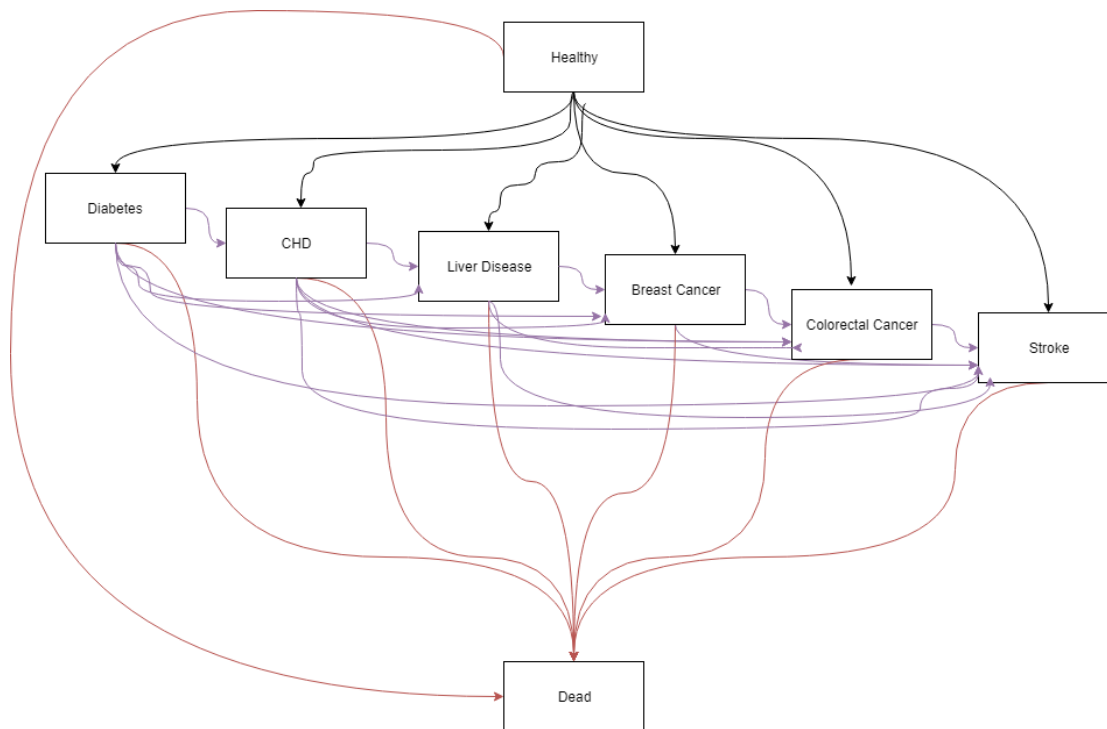 Healthy
Diabetes
CHD
Liver Disease
Breast Cancer
Colorectal Cancer
Stroke
Dead